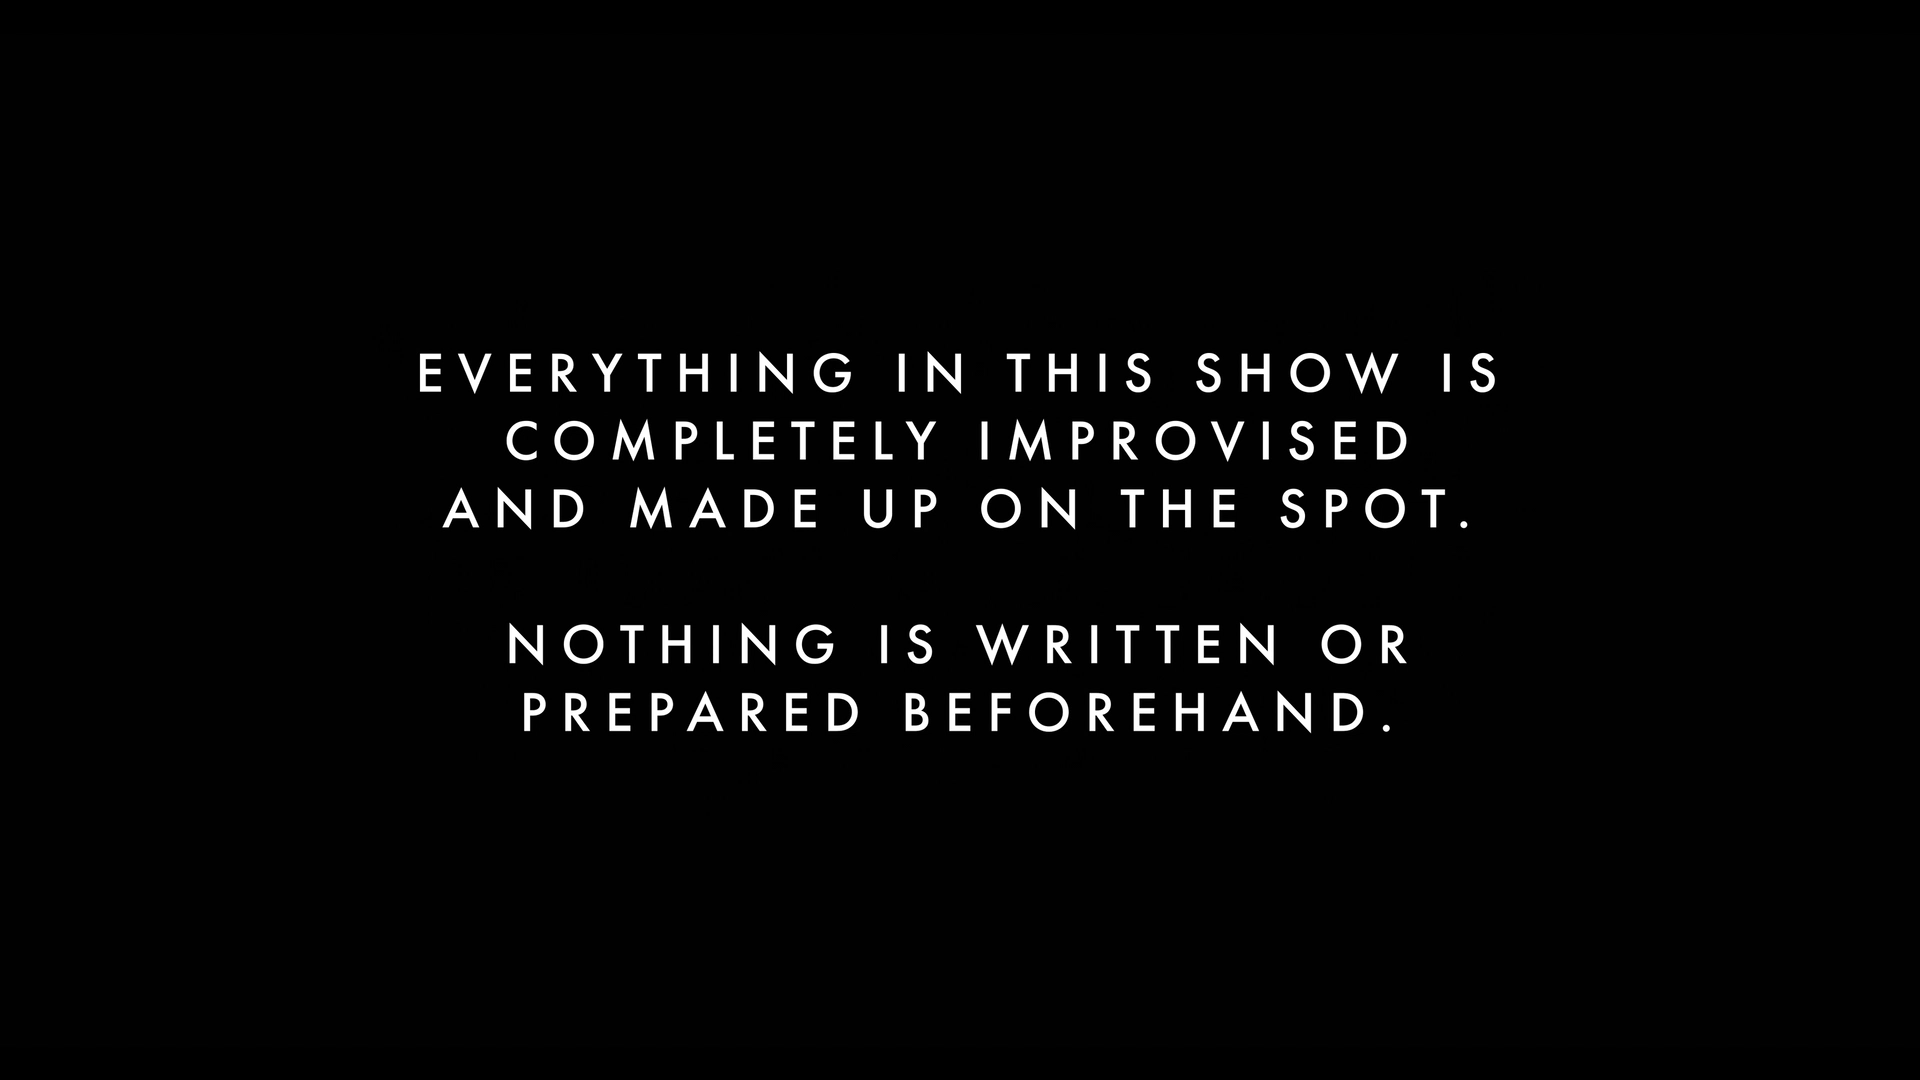 EVERYTHING IN THIS SHOW IS
COMPLETELY IMPROVISED
AND MADE UP ON THE SPOT.
NOTHING IS WRITTEN OR
PREPARED BEFOREHAND.